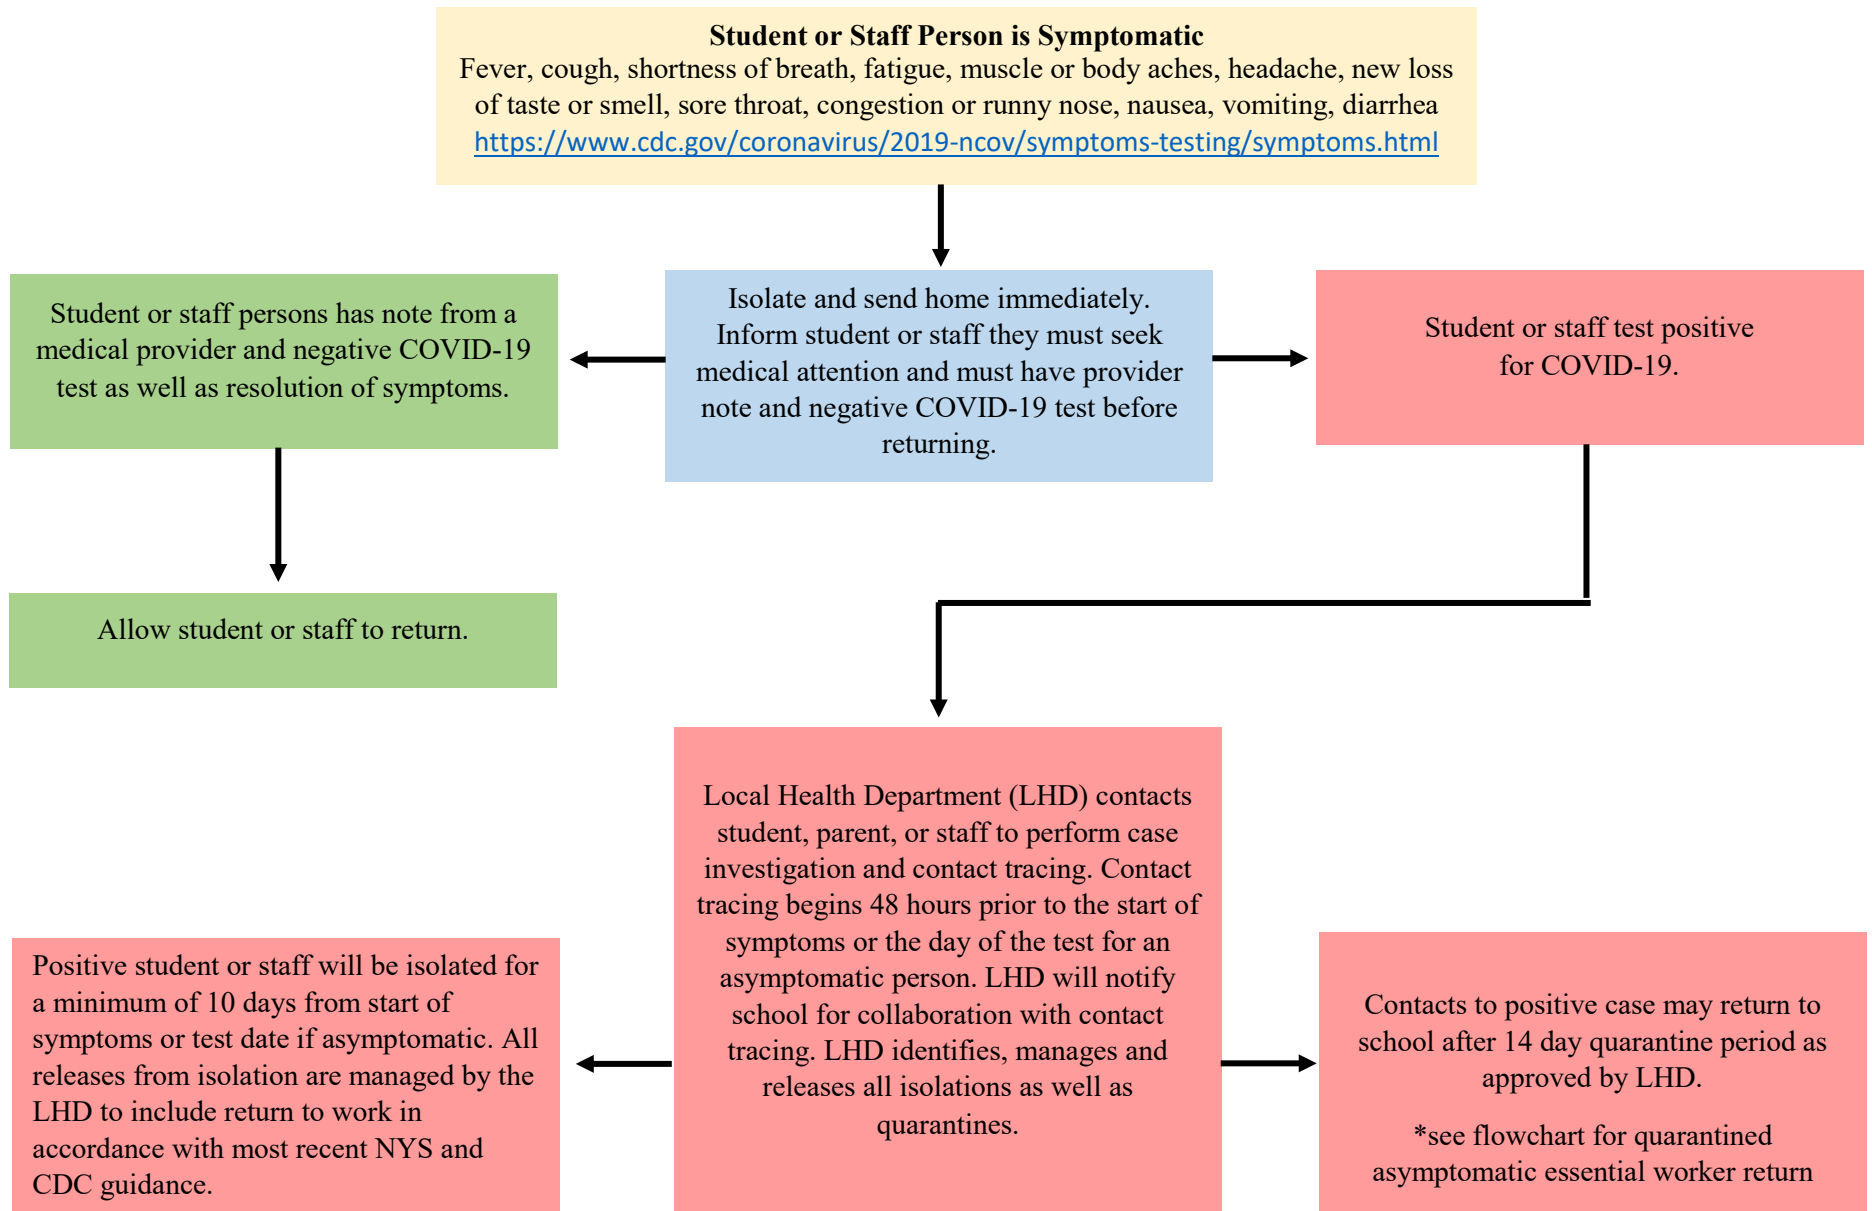 Student or Staff Person is Symptomatic
Fever, cough, shortness of breath, fatigue, muscle or body aches, headache, new loss
of taste or smell, sore throat, congestion or runny nose, nausea, vomiting, diarrhea
https://www.cdc.gov/coronavirus/2019-ncov/symptoms-testing/symptoms.html
Student or staff persons has note from a
medical provider and negative COVID-19
test as well as resolution of symptoms.
Isolate and send home immediately.
Inform student or staff they must seek
medical attention and must have provider
note and negative COVID-19 test before
returning.
Student or staff test positive
for COVID-19.
Allow student or staff to return.
Local Health Department (LHD) contacts
student, parent, or staff to perform case
investigation and contact tracing. Contact
tracing begins 48 hours prior to the start of
symptoms or the day of the test for an
asymptomatic person. LHD will notify
school for collaboration with contact
tracing. LHD identifies, manages and
releases all isolations as well as
quarantines.
Positive student or staff will be isolated for
a minimum of 10 days from start of
symptoms or test date if asymptomatic. All
releases from isolation are managed by the
LHD to include return to work in
accordance with most recent NYS and
CDC guidance.
Contacts to positive case may return to
school after 14 day quarantine period as
approved by LHD.
*see flowchart for quarantined
asymptomatic essential worker return